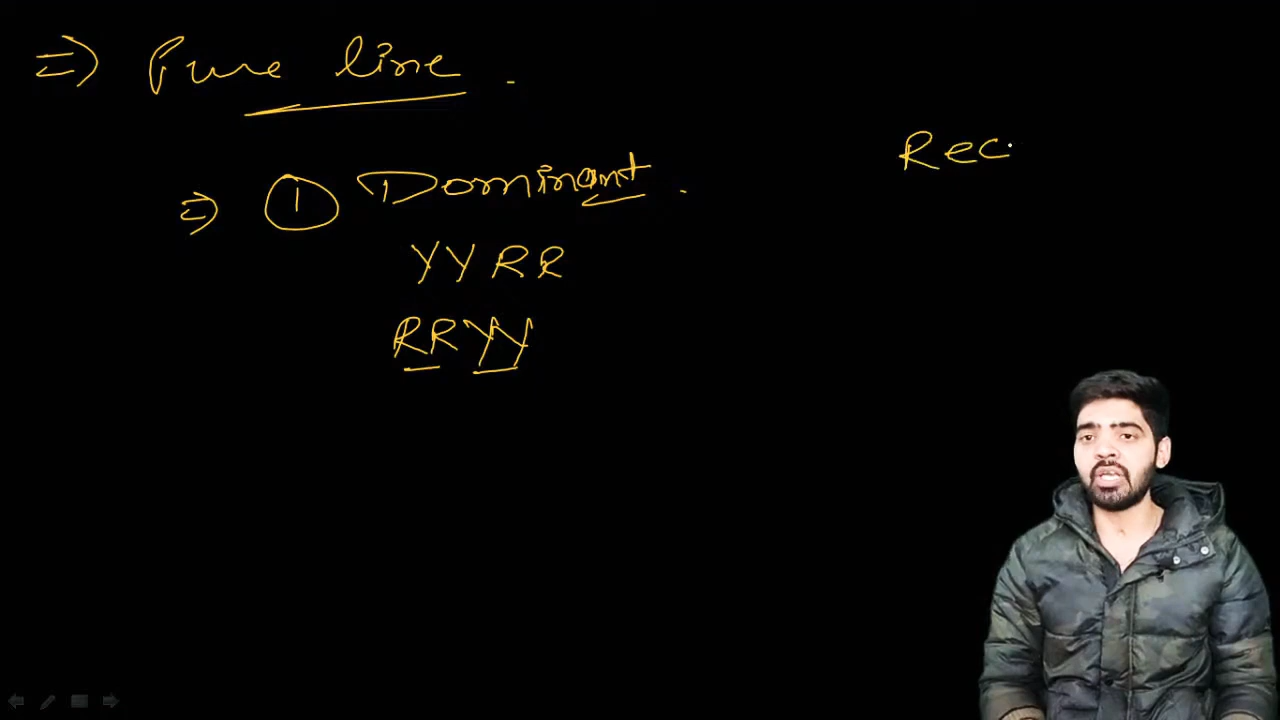 => Pure line .
=> 1 Dominant .
YYRR
RRYY
Rec